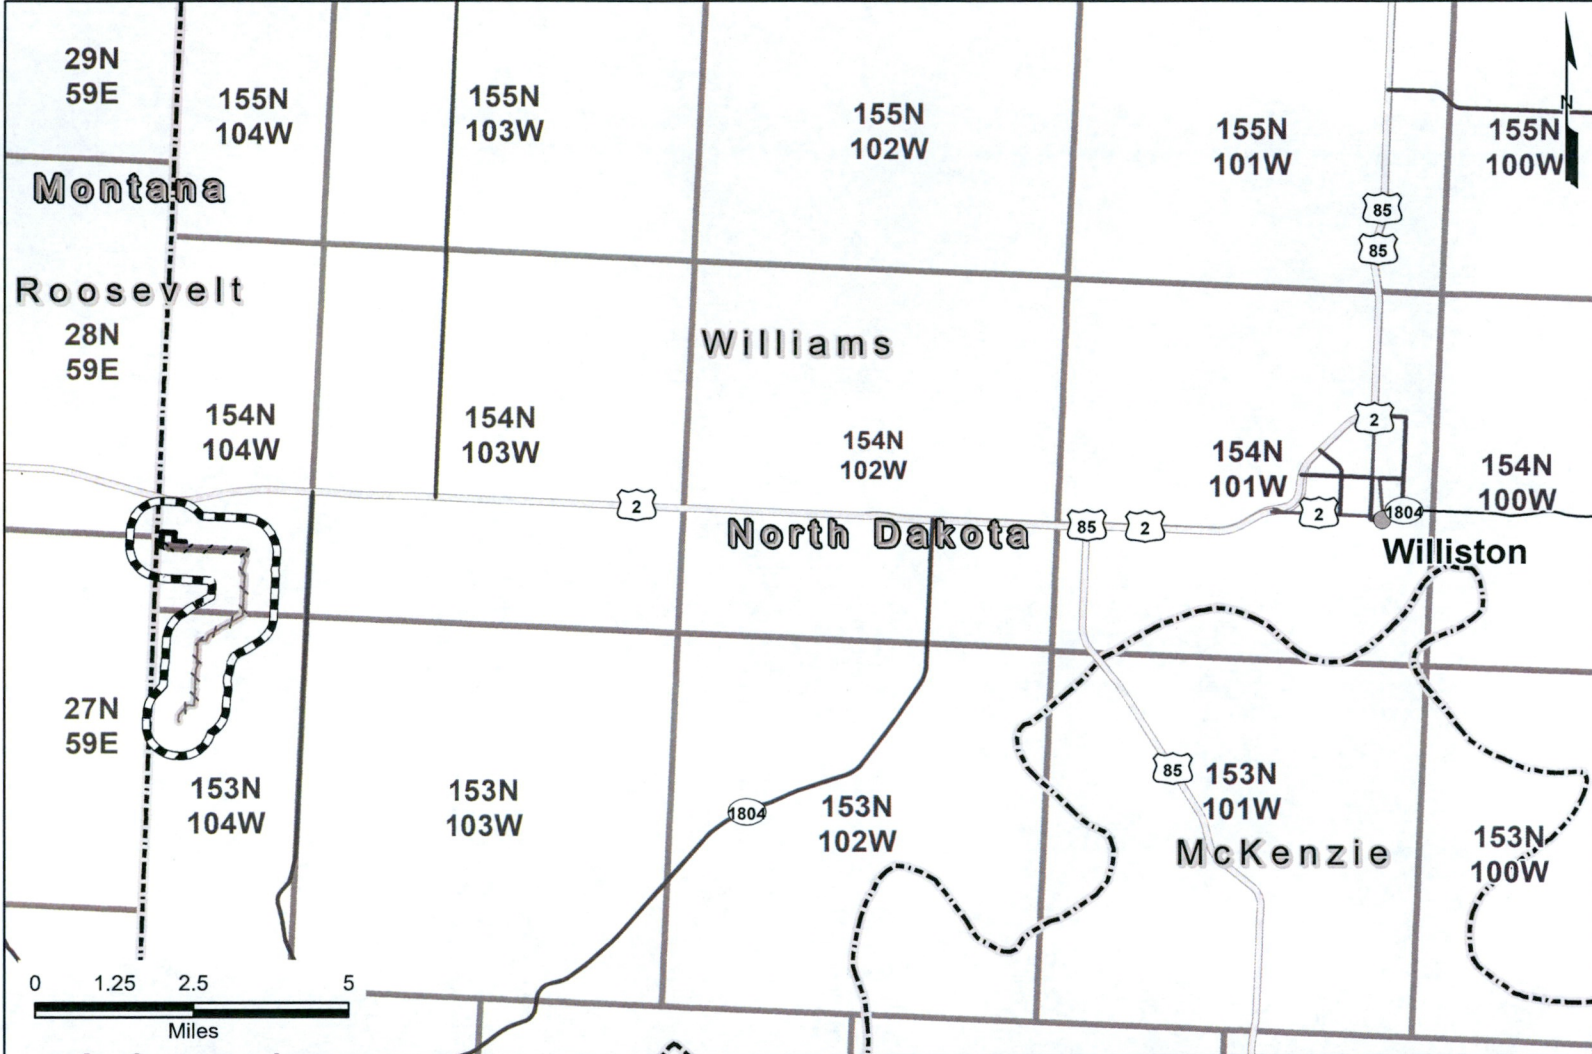 29N
59E
155N
104W
155N
103W
155N
102W
155N
101W
155N
100W
N
Montana
85
85
Roosevelt
28N
59E
Williams
154N
104W
154N
103W
154N
102W
154N
101W
154N
100W
2
2
2
85
2
1804
North Dakota
Williston
27N
59E
153N
104W
153N
103W
1804
153N
102W
85
153N
101W
McKenzie
153N
100W
0 1.25 2.5 5
Miles